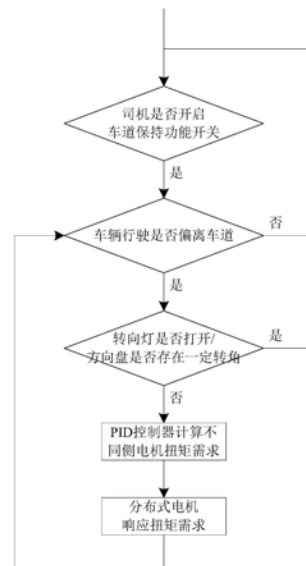 司机是否开启
车道保持功能开关
是
车辆行驶是否偏离车道
否
是
转向灯是否打开/
方向盘是否存在一定转角
是
否
PID控制器计算不
同侧电机扭矩需求
分布式电机
响应扭矩需求